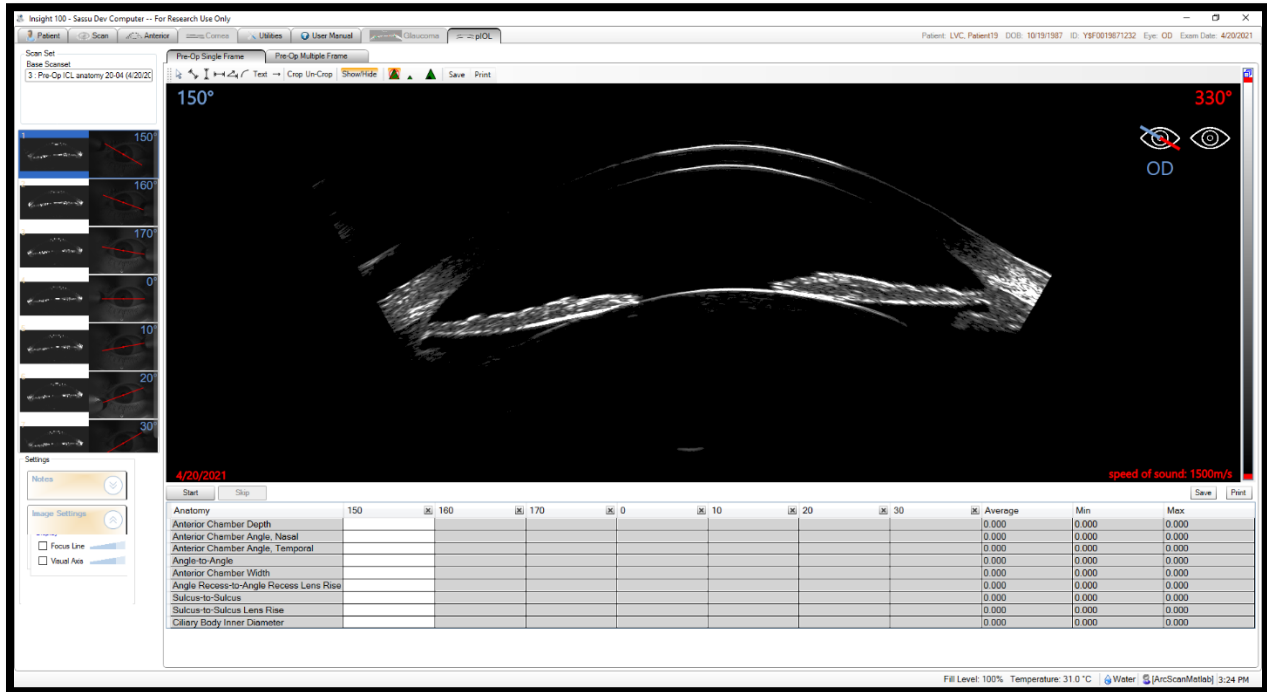 Insight 100 - Sassu Dev Computer -- For Research Use Only
Patient Scan Anterior Cornea Utilities User Manual Glaucoma pIOL
Patient: LVC, Patient19 DOB: 10/19/1987 ID: Y$F0019871232 Eye: OD Exam Date: 4/20/2021
Scan Set
Base Scanset
3 : Pre-Op ICL anatomy 20-04 (4/20/2C
Pre-Op Single Frame Pre-Op Multiple Frame
Text Crop Un-Crop Show/Hide Save Print
150° 330°
OD
1 150°
160°
170°
0°
10°
20°
30°
4/20/2021 speed of sound: 1500m/s
Settings
Notes
Image Settings
Focus Line
Visual Axis
Start Skip Save Print
Anatomy 150 160 170 0 10 20 30 Average Min Max
Anterior Chamber Depth 0.000 0.000 0.000
Anterior Chamber Angle, Nasal 0.000 0.000 0.000
Anterior Chamber Angle, Temporal 0.000 0.000 0.000
Angle-to-Angle 0.000 0.000 0.000
Anterior Chamber Width 0.000 0.000 0.000
Angle Recess-to-Angle Recess Lens Rise 0.000 0.000 0.000
Sulcus-to-Sulcus 0.000 0.000 0.000
Sulcus-to-Sulcus Lens Rise 0.000 0.000 0.000
Ciliary Body Inner Diameter 0.000 0.000 0.000
Fill Level: 100% Temperature: 31.0 °C Water [ArcScanMatlab] 3:24 PM